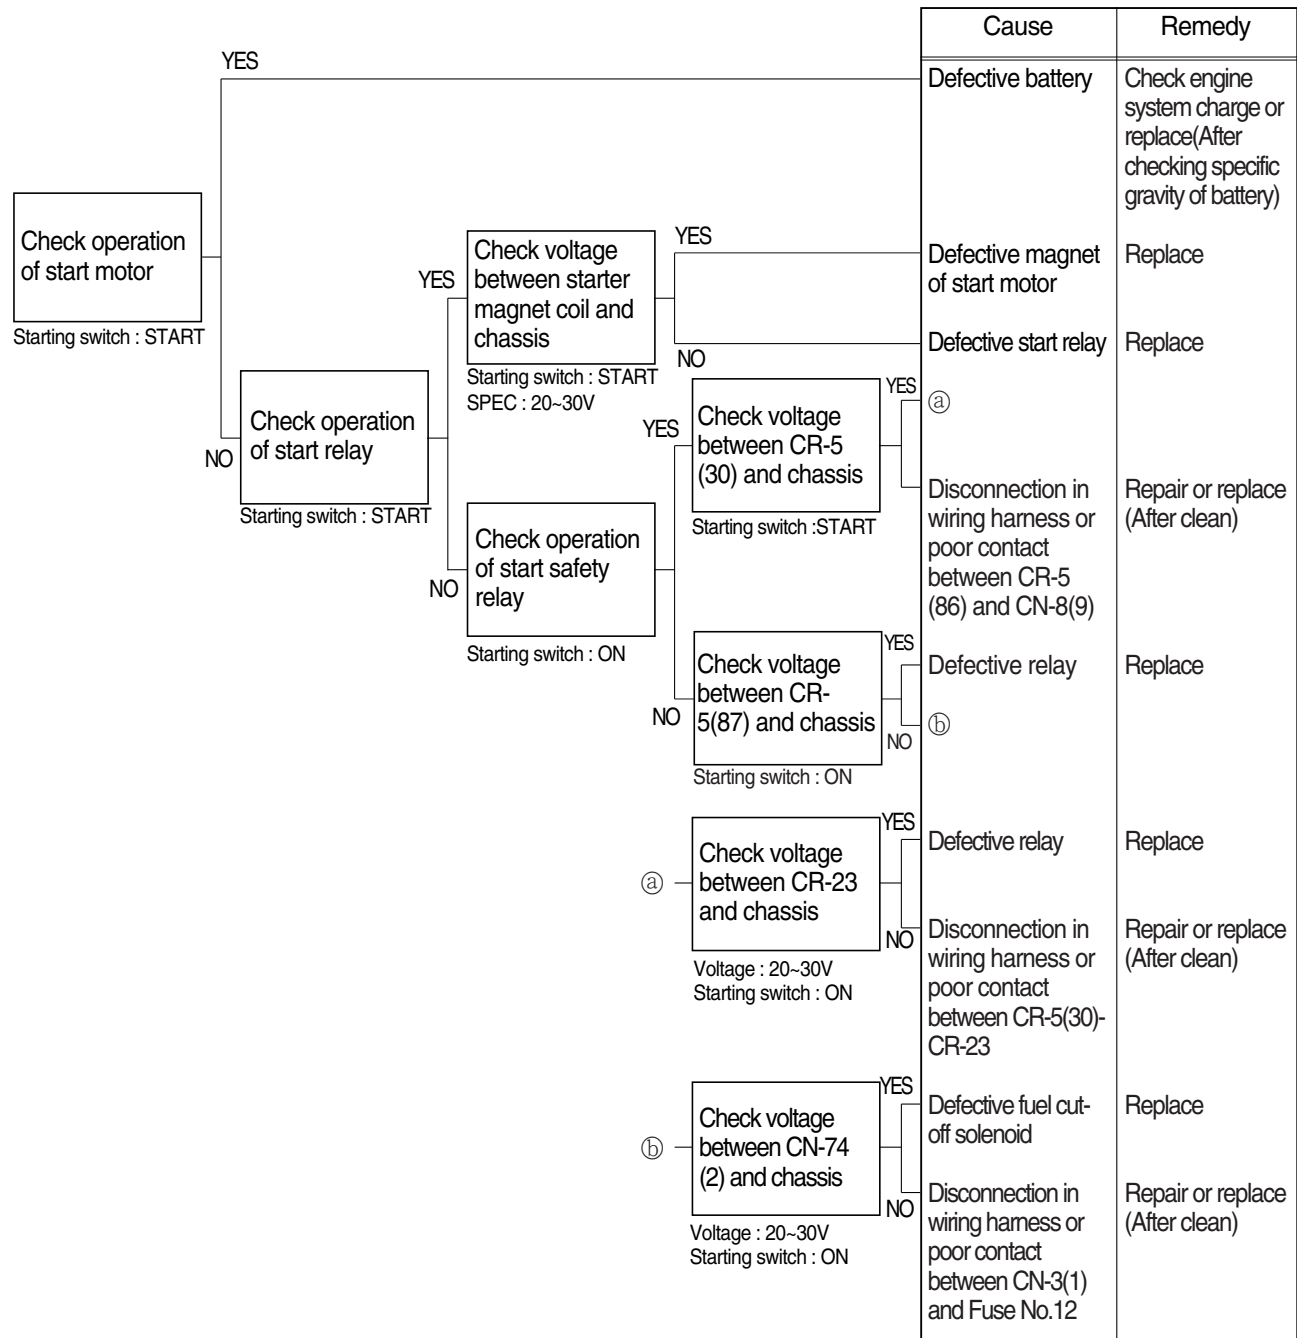 Cause
Remedy
YES
Defective battery
Check engine
system charge or
replace(After
checking specific
gravity of battery)
Check operation
of start motor
Starting switch : START
YES
Check voltage
between starter
magnet coil and
chassis
Starting switch : START
SPEC : 20~30V
YES
Defective magnet
of start motor
Replace
NO
Defective start relay
Replace
NO
Check operation
of start relay
Starting switch : START
YES
Check voltage
between CR-5
(30) and chassis
Starting switch :START
YES
ⓐ
Disconnection in
wiring harness or
poor contact
between CR-5
(86) and CN-8(9)
Repair or replace
(After clean)
NO
Check operation
of start safety
relay
Starting switch : ON
NO
Check voltage
between CR-
5(87) and chassis
Starting switch : ON
YES
Defective relay
Replace
NO
ⓑ
ⓐ
Check voltage
between CR-23
and chassis
Voltage : 20~30V
Starting switch : ON
YES
Defective relay
Replace
NO
Disconnection in
wiring harness or
poor contact
between CR-5(30)-
CR-23
Repair or replace
(After clean)
ⓑ
Check voltage
between CN-74
(2) and chassis
Voltage : 20~30V
Starting switch : ON
YES
Defective fuel cut-
off solenoid
Replace
NO
Disconnection in
wiring harness or
poor contact
between CN-3(1)
and Fuse No.12
Repair or replace
(After clean)